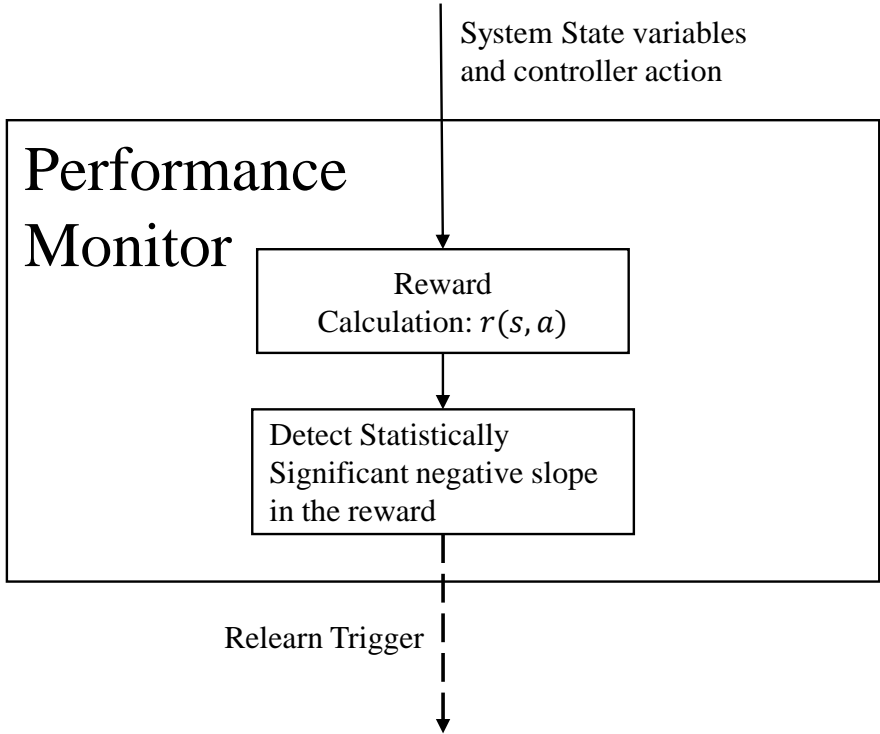 System State variables
and controller action
Performance
Monitor
Reward
Calculation: r(s, a)
Detect Statistically
Significant negative slope
in the reward
Relearn Trigger